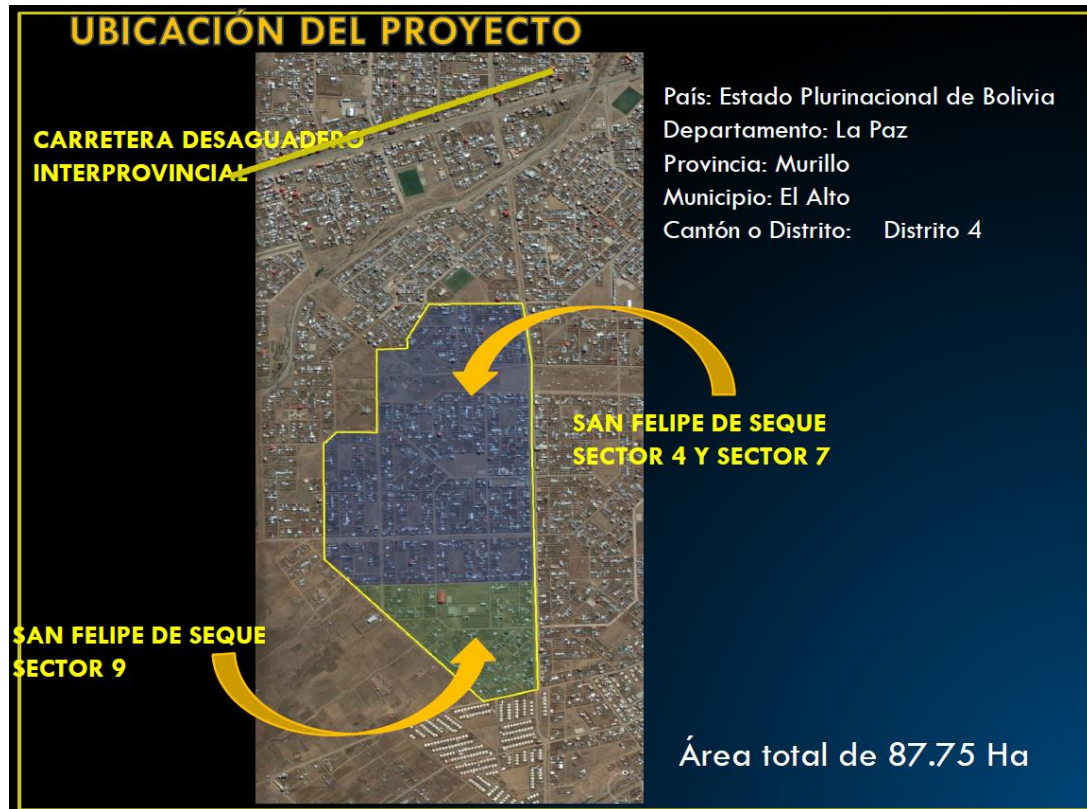 UBICACIÓN DEL PROYECTO
CARRETERA DESAGUADERO
INTERPROVINCIAL
País: Estado Plurinacional de Bolivia
Departamento: La Paz
Provincia: Murillo
Municipio: El Alto
Cantón o Distrito: Distrito 4
SAN FELIPE DE SEQUE
SECTOR 4 Y SECTOR 7
SAN FELIPE DE SEQUE
SECTOR 9
Área total de 87.75 Ha